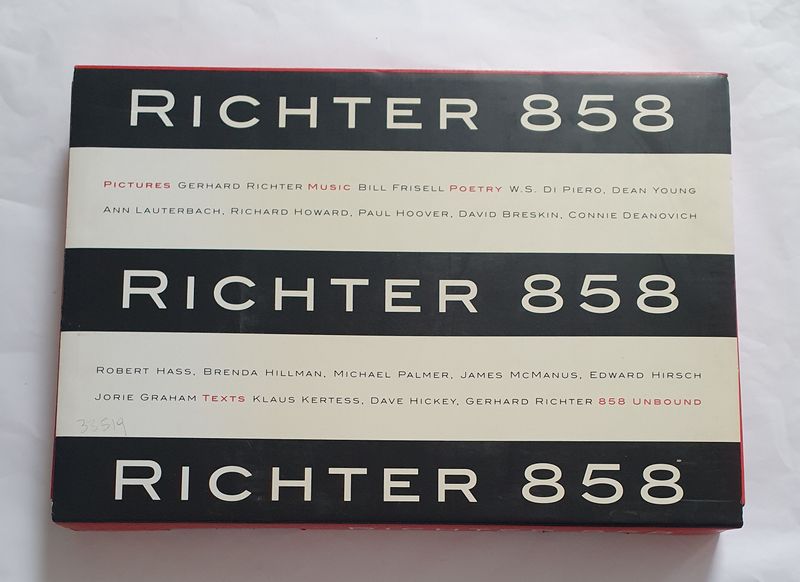 RICHTER 858
PICTURES GERHARD RICHTER MUSIC BILL FRISELL POETRY W.S. DI PIERO, DEAN YOUNG
ANN LAUTERBACH, RICHARD HOWARD, PAUL HOOVER, DAVID BRESKIN, CONNIE DEANOVICH
RICHTER 858
ROBERT HASS, BRENDA HILLMAN, MICHAEL PALMER, JAMES MCMANUS, EDWARD HIRSCH
JORIE GRAHAM TEXTS KLAUS KERTESS, DAVE HICKEY, GERHARD RICHTER 858 UNBOUND
33519
RICHTER 858